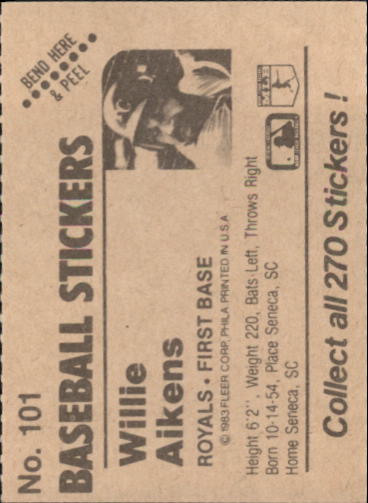 No. 101
BEND HERE
& PEEL
BASEBALL STICKERS
Willie
Aikens
ROYALS • FIRST BASE
© 1983 FLEER CORP., PHILA PRINTED IN U.S.A.
Height 6'2", Weight 220, Bats Left, Throws Right
Born 10-14-54, Place Seneca, SC
Home Seneca, SC
Collect all 270 Stickers!